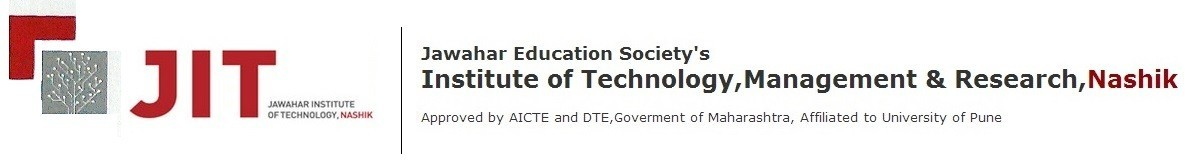 JIT
JAWAHAR INSTITUTE
OF TECHNOLOGY, NASHIK
Jawahar Education Society's
Institute of Technology,Management & Research,Nashik
Approved by AICTE and DTE,Goverment of Maharashtra, Affiliated to University of Pune